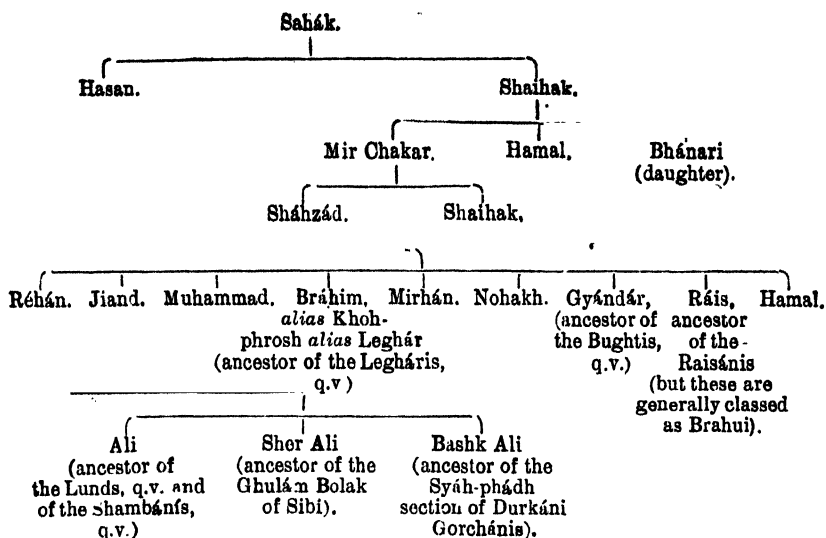 Sahák.
Hasan. Shaihak.
Mir Chakar. Hamal. Bhánari
(daughter).
Sháhzád. Shaihak.
Réhán. Jiand. Muhammad. Bráhim, Mirhán. Nohakh. Gyándár, Ráis, Hamal.
alias Khoh-
phrosh alias Leghár
(ancestor of the Legháris,
q.v)
(ancestor of
the Bughtis,
q.v.)
ancestor
of the-
Raisánis
(but these are
generally classed
as Brahui).
Ali
(ancestor of
the Lunds, q.v. and
of the Shambánís,
q.v.)
Sher Ali
(ancestor of the
Ghulám Bolak
of Sibi).
Bashk Ali
(ancestor of the
Syáh-phádh
section of Durkáni
Gorchánis).